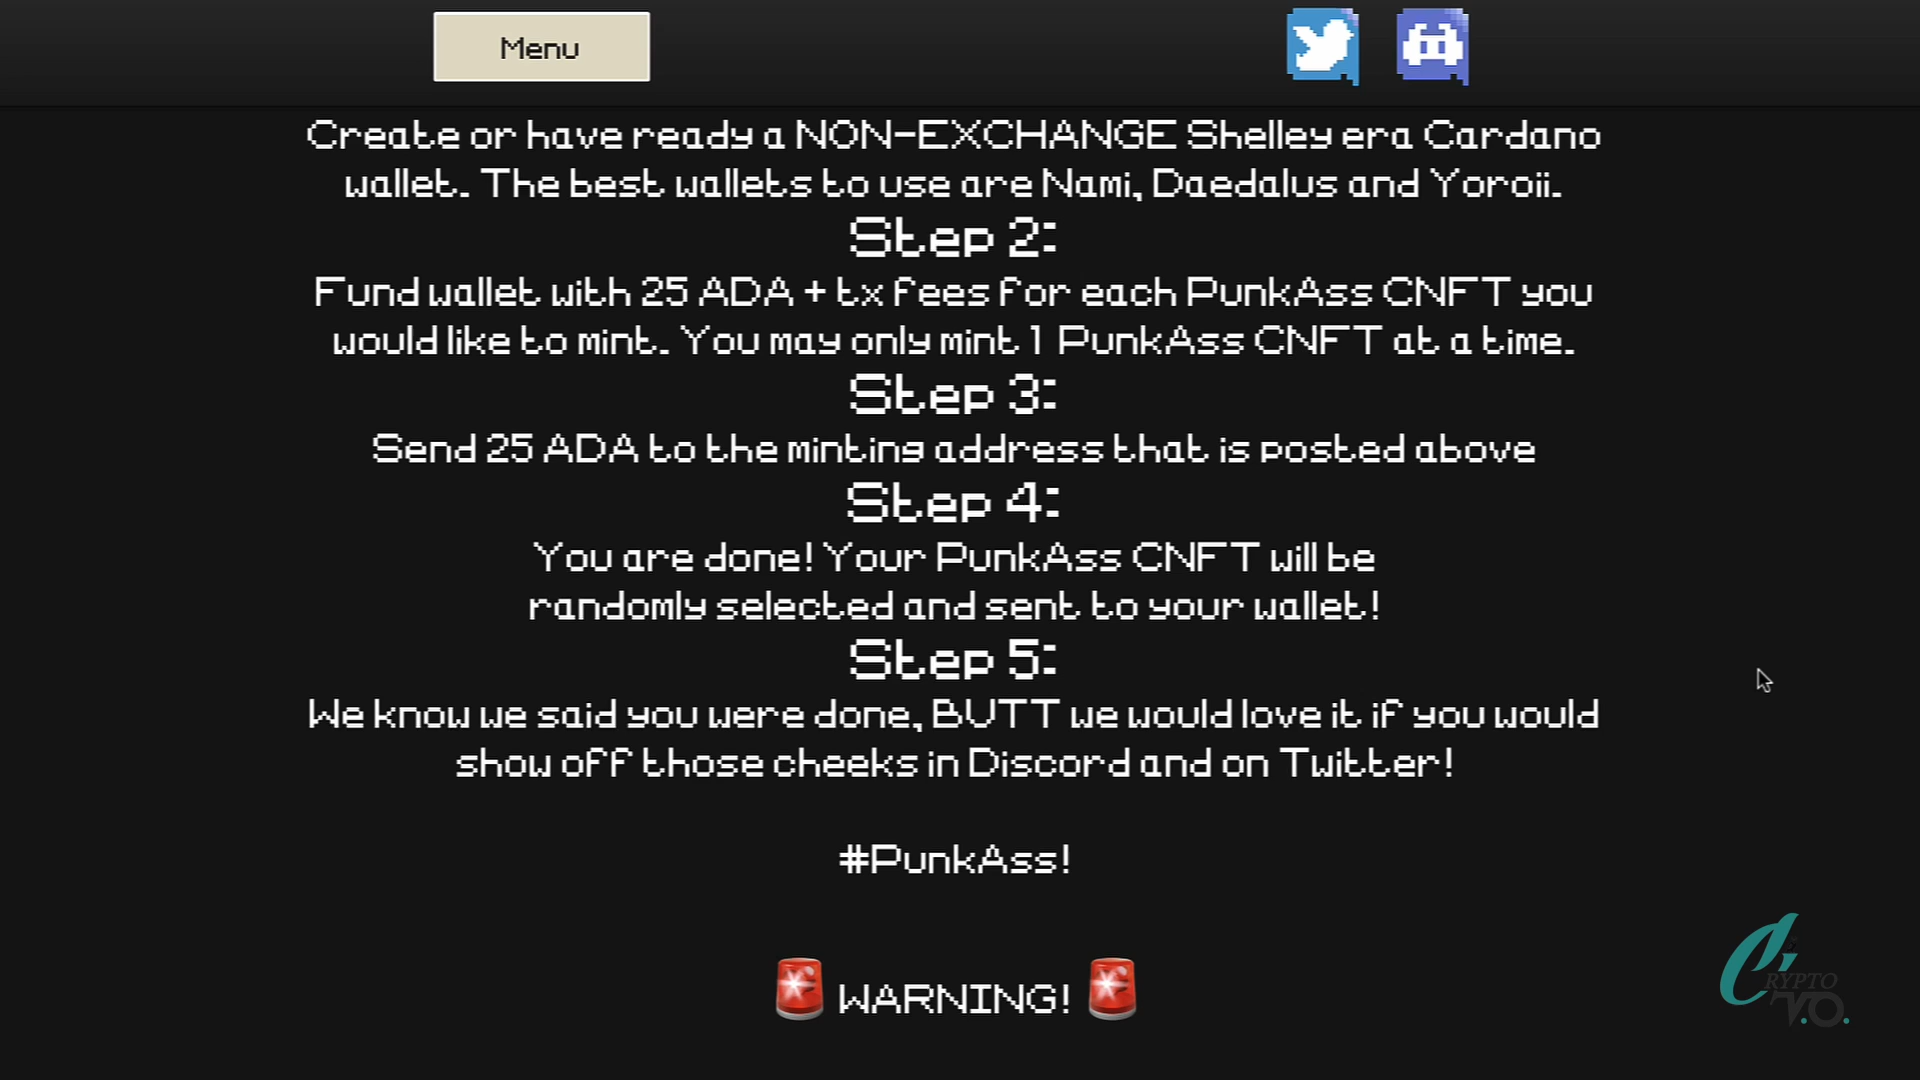 Menu
Create or have ready a NON-EXCHANGE Shelley era Cardano
wallet. The best wallets to use are Nami, Daedalus and Yoroii.
Step 2:
Fund wallet with 25 ADA + tx fees for each PunkAss CNFT you
would like to mint. You may only mint 1 PunkAss CNFT at a time.
Step 3:
Send 25 ADA to the minting address that is posted above
Step 4:
You are done! Your PunkAss CNFT will be
randomly selected and sent to your wallet!
Step 5:
We know we said you were done, BUTT we would love it if you would
show off those cheeks in Discord and on Twitter!
#PunkAss!
WARNING!
CRYPTO
V.O.